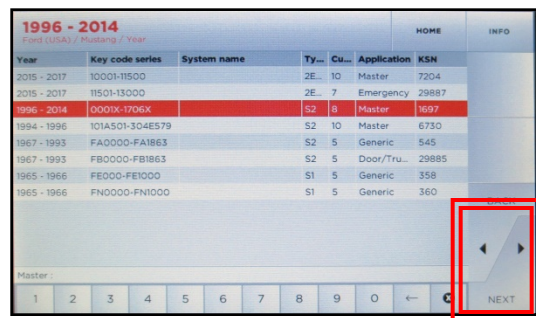 1996 - 2014
Ford (USA) / Mustang / Year
HOME
INFO
Year Key code series System name Ty... Cu... Application KSN
2015 - 2017 10001-11500 2E... 10 Master 7204
2015 - 2017 11501-13000 2E... 7 Emergency 29887
1996 - 2014 0001X-1706X S2 8 Master 1697
1994 - 1996 101A501-304E579 S2 10 Master 6730
1967 - 1993 FA0000-FA1863 S2 5 Generic 545
1967 - 1993 FB0000-FB1863 S2 5 Door/Tru... 29885
1965 - 1966 FE000-FE1000 S1 5 Generic 358
1965 - 1966 FN0000-FN1000 S1 5 Generic 360
BACK
Master :
1 2 3 4 5 6 7 8 9 0 ←
NEXT